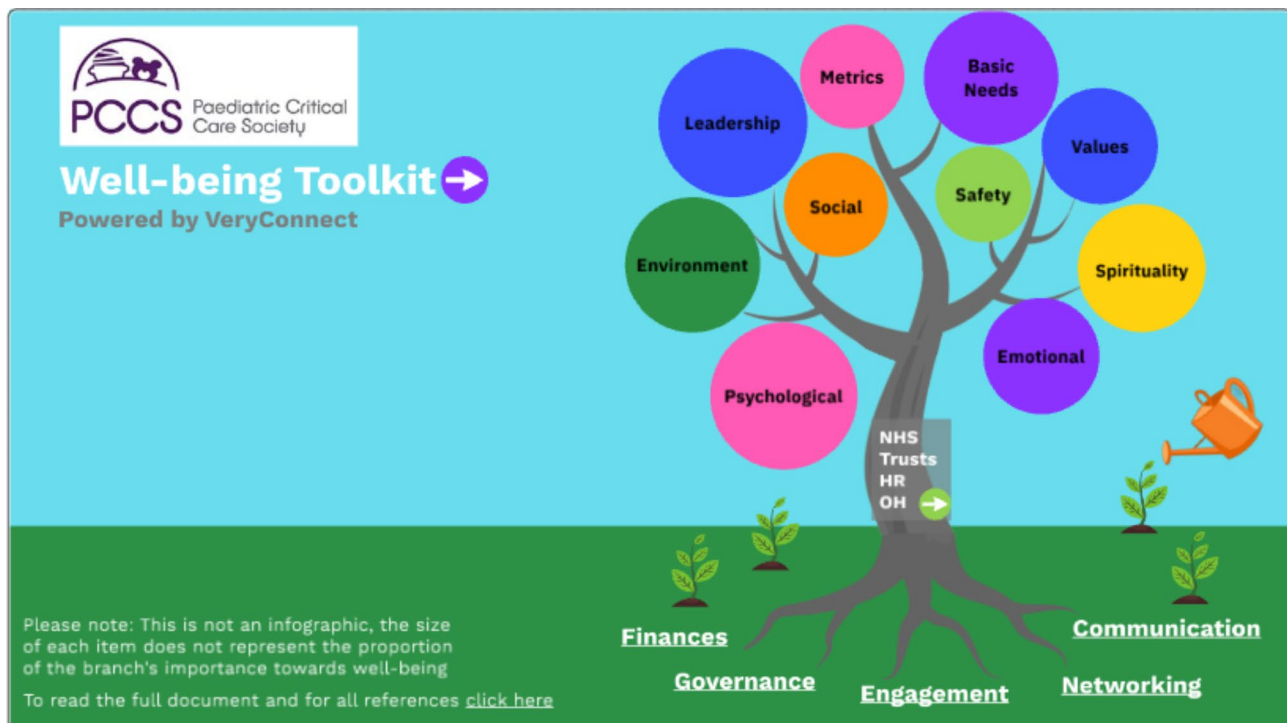 PCCS
Paediatric Critical
Care Society
Well-being Toolkit
Powered by VeryConnect
Metrics
Basic
Needs
Leadership
Values
Social
Safety
Environment
Spirituality
Emotional
Psychological
NHS
Trusts
HR
OH
Please note: This is not an infographic, the size
of each item does not represent the proportion
of the branch's importance towards well-being
To read the full document and for all references click here
Finances
Governance
Engagement
Networking
Communication